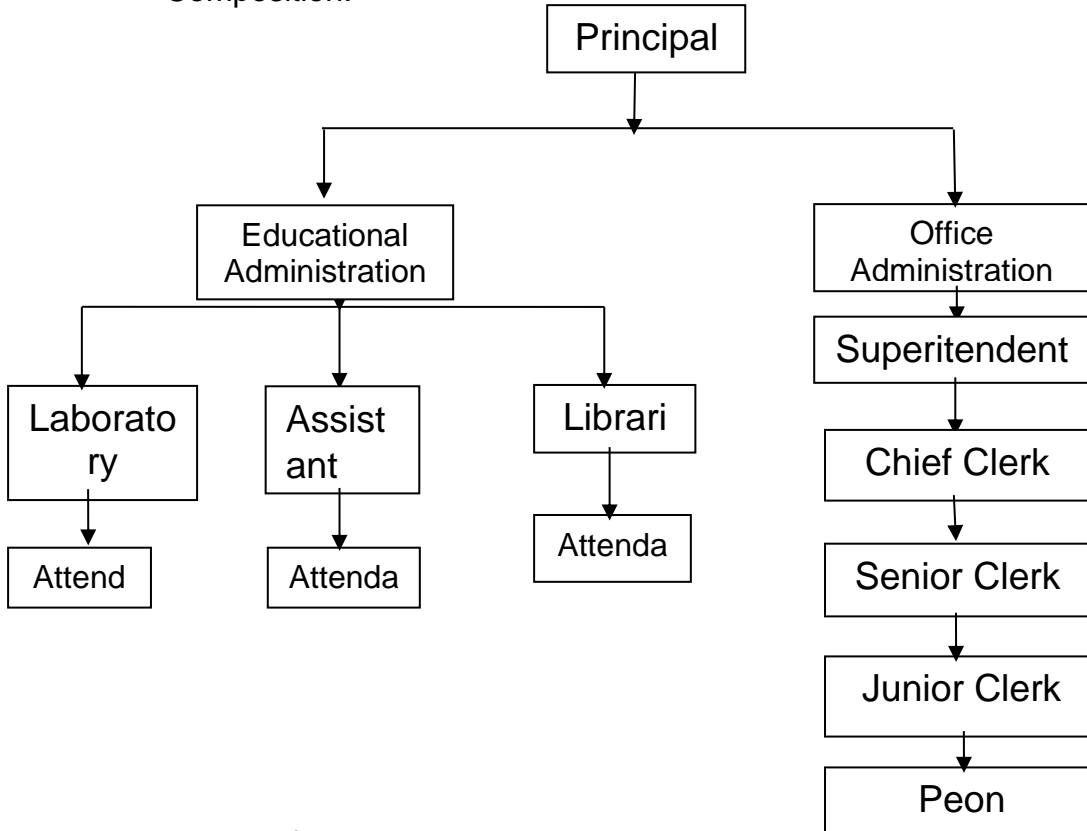 Composition:
Principal
Educational
Administration
Office
Administration
Superitendent
Laborato
ry
Assist
ant
Librari
Chief Clerk
Attend
Attenda
Attenda
Senior Clerk
Junior Clerk
Peon